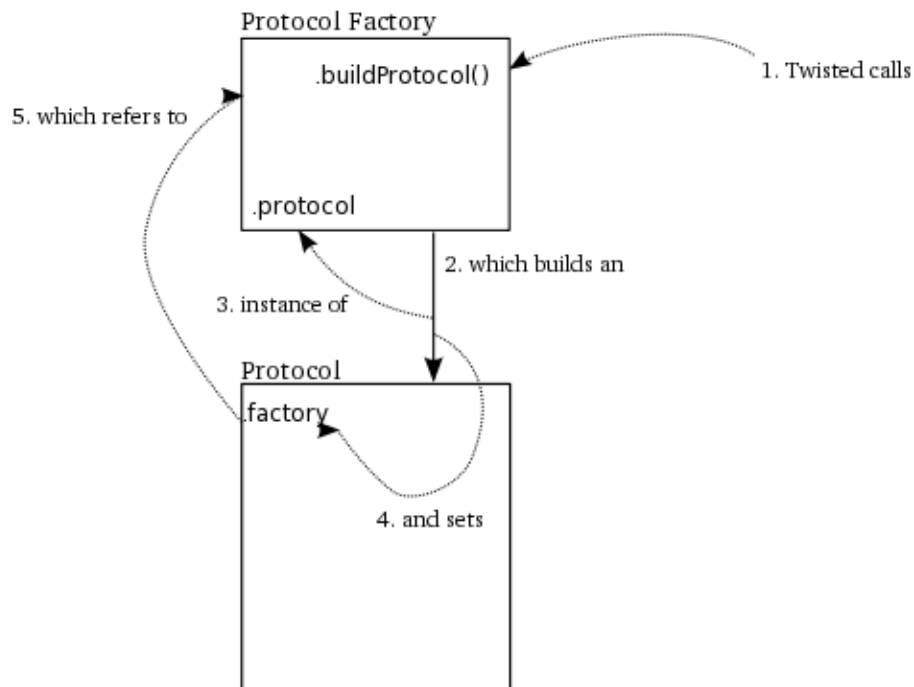 Protocol Factory
.buildProtocol()
1. Twisted calls
5. which refers to
.protocol
2. which builds an
3. instance of
Protocol
.factory
4. and sets